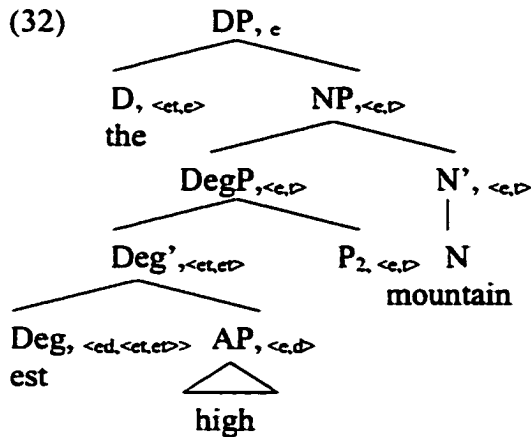 (32) DP, e
D, <et,e> NP,<e,t>
the
DegP,<e,t> N', <e,t>
Deg',<et,et> P2, <e,t> N
mountain
Deg, <ed,<et,et>> AP,<e,d>
est
high